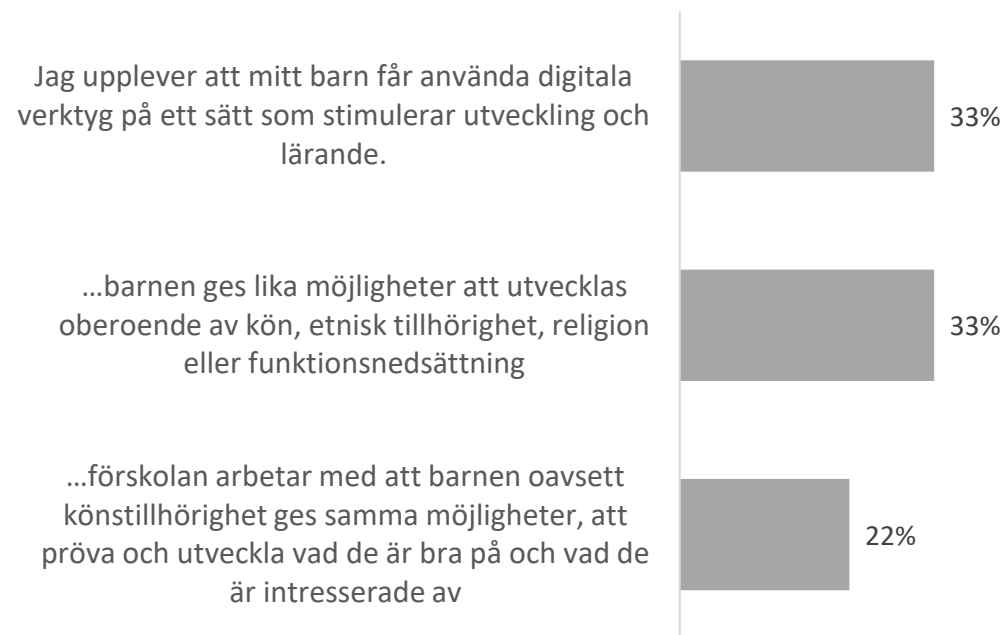 Jag upplever att mitt barn får använda digitala
verktyg på ett sätt som stimulerar utveckling och
lärande.
33%
...barnen ges lika möjligheter att utvecklas
oberoende av kön, etnisk tillhörighet, religion
eller funktionsnedsättning
33%
...förskolan arbetar med att barnen oavsett
könstillhörighet ges samma möjligheter, att
pröva och utveckla vad de är bra på och vad de
är intresserade av
22%